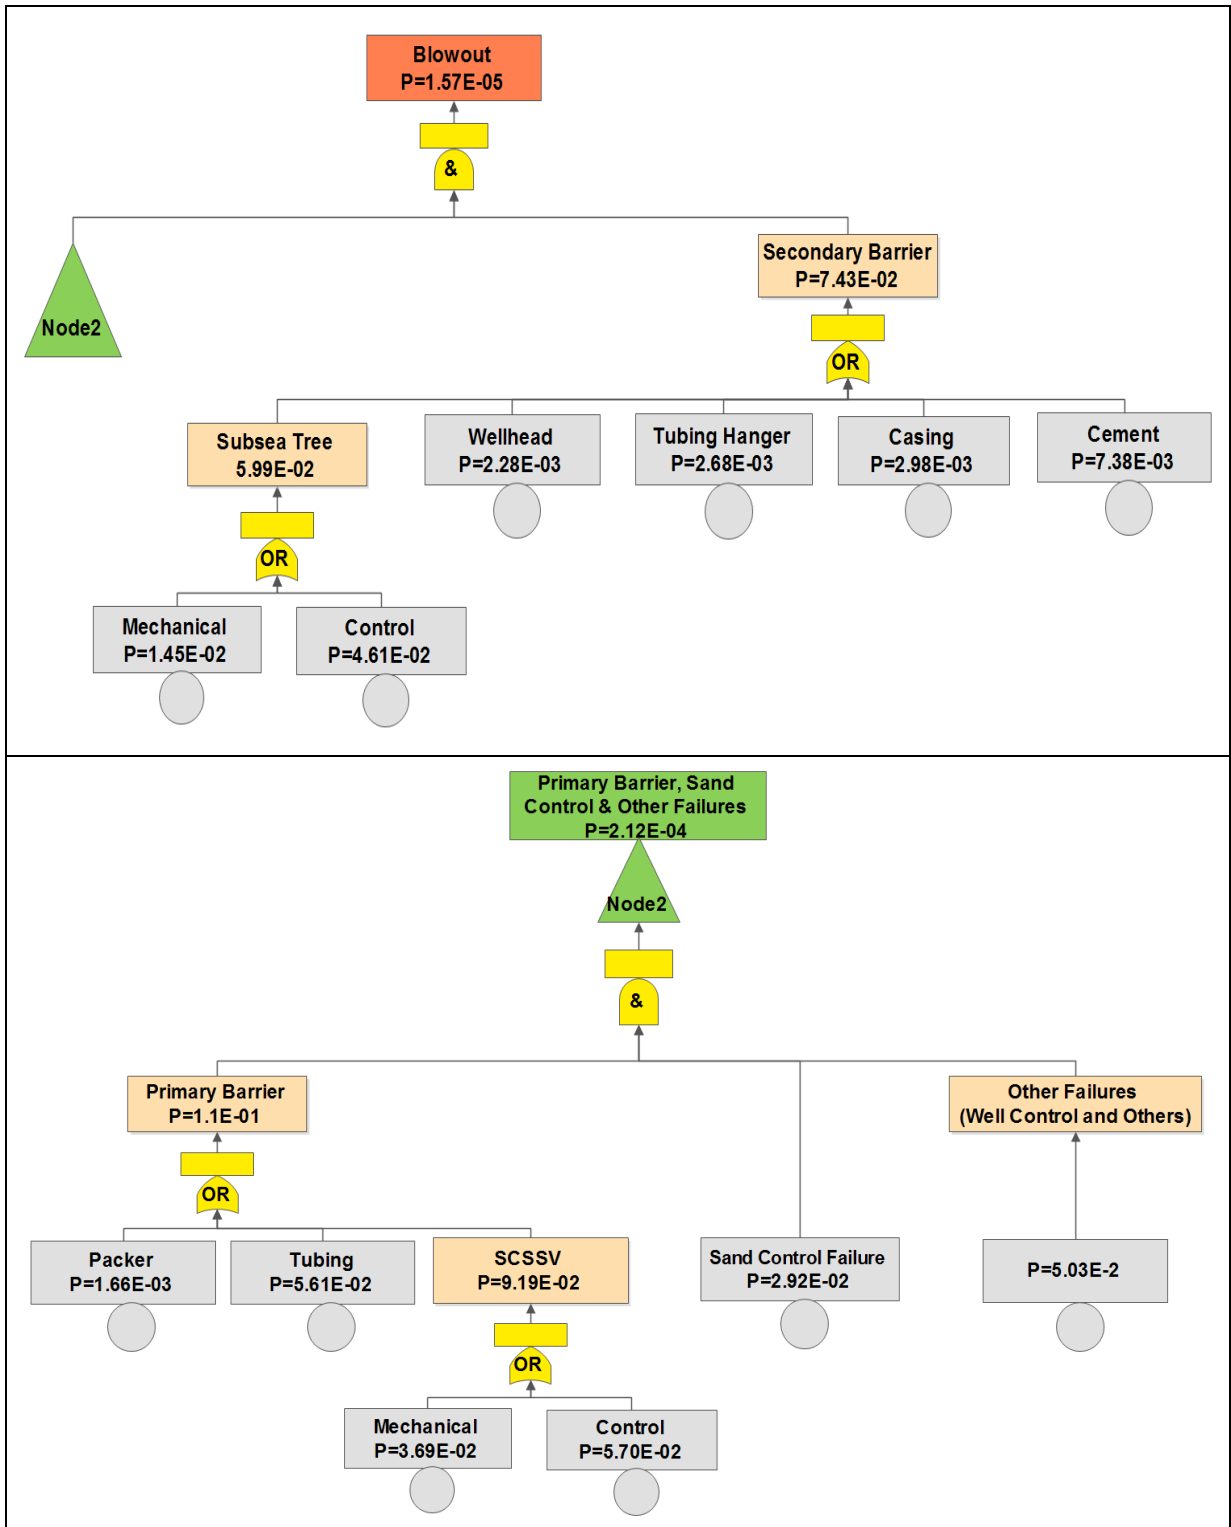 Blowout
P=1.57E-05
&
Node2
Secondary Barrier
P=7.43E-02
OR
Subsea Tree
5.99E-02
Wellhead
P=2.28E-03
Tubing Hanger
P=2.68E-03
Casing
P=2.98E-03
Cement
P=7.38E-03
OR
Mechanical
P=1.45E-02
Control
P=4.61E-02
Primary Barrier, Sand
Control & Other Failures
P=2.12E-04
Node2
&
Primary Barrier
P=1.1E-01
Other Failures
(Well Control and Others)
OR
Packer
P=1.66E-03
Tubing
P=5.61E-02
SCSSV
P=9.19E-02
Sand Control Failure
P=2.92E-02
P=5.03E-2
OR
Mechanical
P=3.69E-02
Control
P=5.70E-02